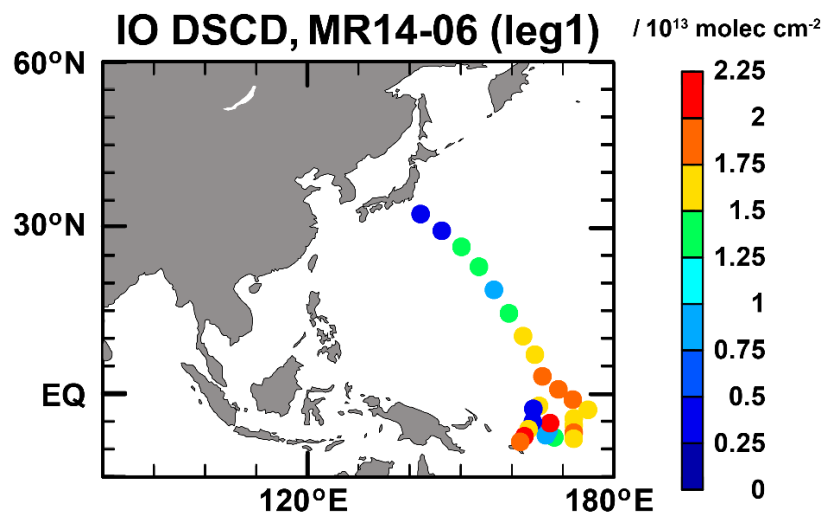 IO DSCD, MR14-06 (leg1)
/ 10¹³ molec cm⁻²
60°N
30°N
EQ
120°E
180°E
2.25
2
1.75
1.5
1.25
1
0.75
0.5
0.25
0